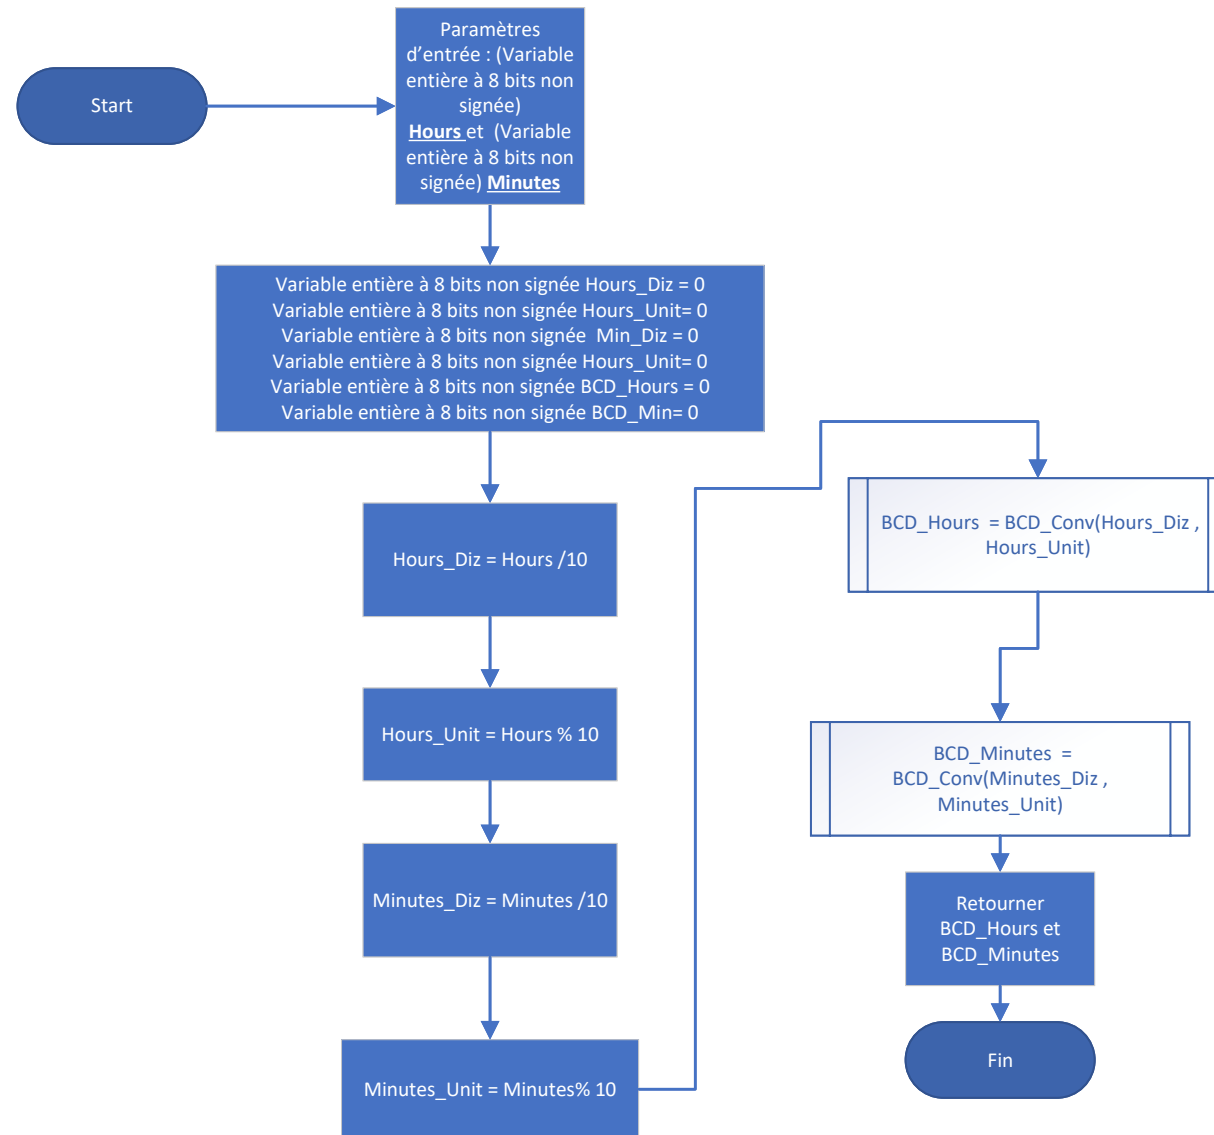 Start
Paramètres
d’entrée : (Variable
entière à 8 bits non
signée)
Hours et (Variable
entière à 8 bits non
signée) Minutes
Variable entière à 8 bits non signée Hours_Diz = 0
Variable entière à 8 bits non signée Hours_Unit= 0
Variable entière à 8 bits non signée Min_Diz = 0
Variable entière à 8 bits non signée Hours_Unit= 0
Variable entière à 8 bits non signée BCD_Hours = 0
Variable entière à 8 bits non signée BCD_Min= 0
Hours_Diz = Hours /10
Hours_Unit = Hours % 10
Minutes_Diz = Minutes /10
Minutes_Unit = Minutes% 10
BCD_Hours = BCD_Conv(Hours_Diz ,
Hours_Unit)
BCD_Minutes =
BCD_Conv(Minutes_Diz ,
Minutes_Unit)
Retourner
BCD_Hours et
BCD_Minutes
Fin